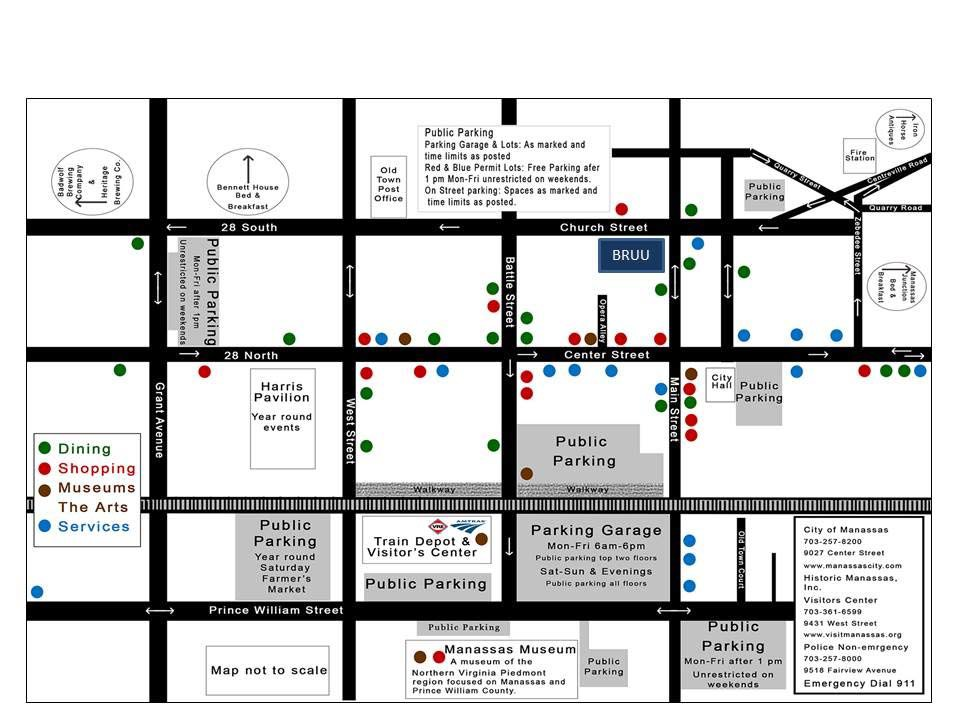 Public Parking
Parking Garage & Lots: As marked and
time limits as posted
Red & Blue Permit Lots: Free Parking afer
1 pm Mon-Fri unrestricted on weekends.
On Street parking: Spaces as marked and
time limits as posted.
Iron
Horse
Antiques
Fire
Station
Centreville Road
Quarry Street
Badwolf
Brewing
Company
&
Heritage
Brewing Co.
Bennett House
Bed &
Breakfast
Old
Town
Post
Office
Public
Parking
Quarry Road
28 South
Church Street
Zebedee Street
Public Parking
Mon-Fri after 1pm
Unrestricted on weekends
Battle Street
BRUU
Opera Alley
Manassas
Junction
Bed &
Breakfast
28 North
Center Street
Grant Avenue
Harris
Pavilion
Year round
events
West Street
Main Street
City
Hall
Public
Parking
Dining
Shopping
Museums
The Arts
Services
Public
Parking
Walkway
Walkway
Public
Parking
Year round
Saturday
Farmer's
Market
VRE
AMTRAK
Train Depot &
Visitor's Center
Public Parking
Parking Garage
Mon-Fri 6am-6pm
Public parking top two floors
Sat-Sun & Evenings
Public parking all floors
Old Town Court
City of Manassas
703-257-8200
9027 Center Street
www.manassascity.com
Historic Manassas,
Inc.
Visitors Center
703-361-6599
9431 West Street
www.visitmanassas.org
Police Non-emrgency
703-257-8000
9518 Fairview Avenue
Emergency Dial 911
Prince William Street
Public Parking
Map not to scale
Manassas Museum
A museum of the
Northern Virginia Piedmont
region focused on Manassas and
Prince William County.
Public
Parking
Public
Parking
Mon-Fri after 1 pm
Unrestricted on
weekends